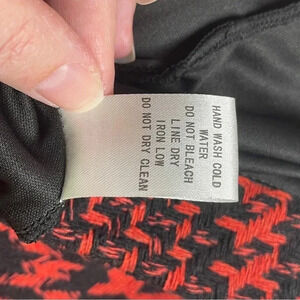 HAND WASH COLD
WATER
DO NOT BLEACH
LINE DRY
IRON LOW
DO NOT DRY CLEAN